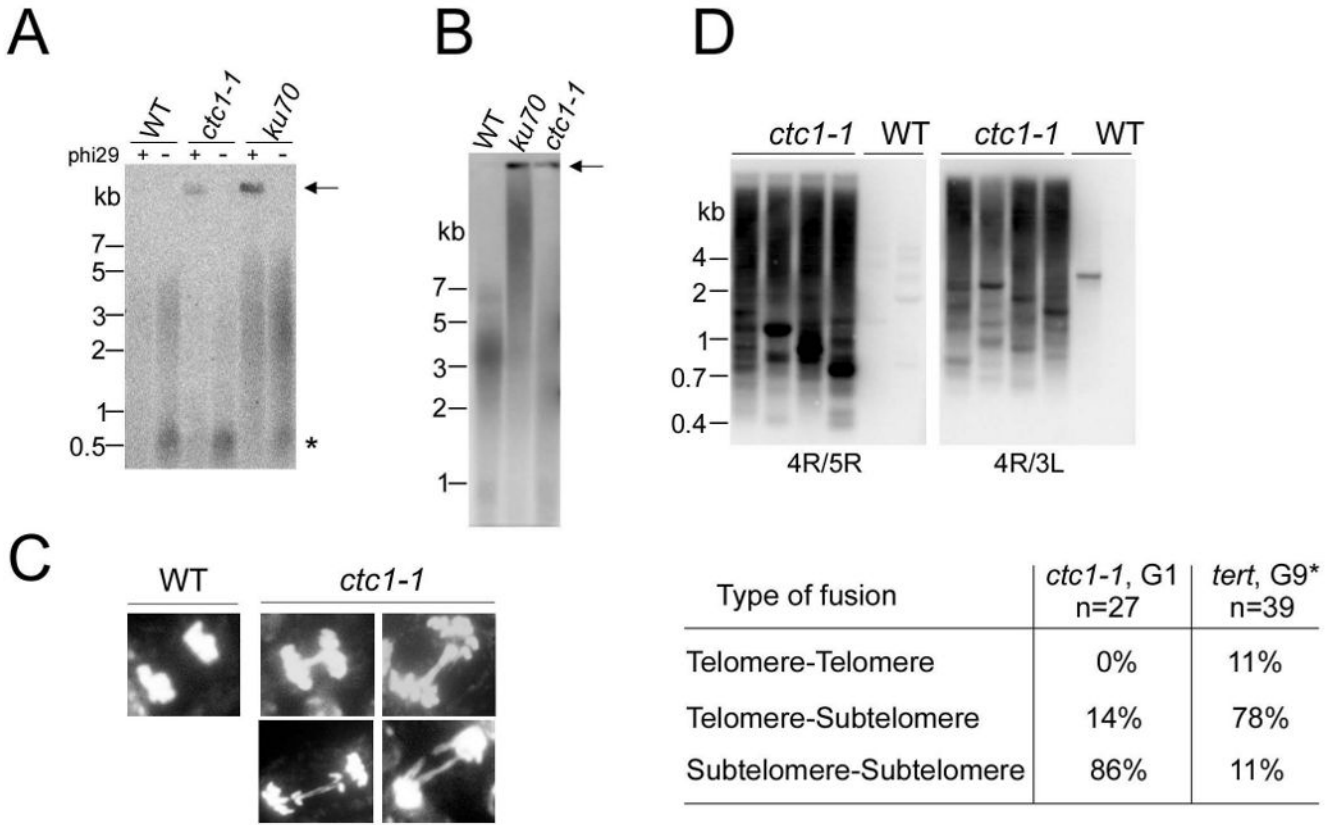 A
WT
ctc1-1
ku70
phi29 + - + - + -
kb
7
5
3
2
1
0.5
*
B
WT
ku70
ctc1-1
kb
7
5
3
2
1
D
ctc1-1 WT ctc1-1 WT
kb
4
2
1
0.7
0.4
4R/5R 4R/3L
C
WT ctc1-1
Type of fusion ctc1-1, G1 tert, G9*
n=27 n=39
Telomere-Telomere 0% 11%
Telomere-Subtelomere 14% 78%
Subtelomere-Subtelomere 86% 11%